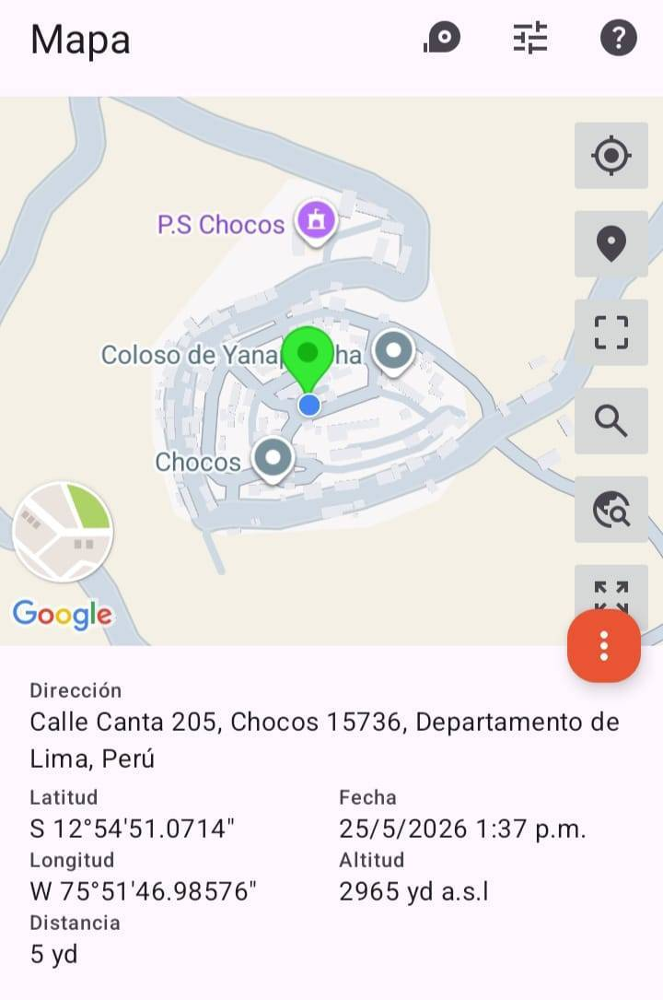 Mapa
P.S Chocos
Coloso de Yana ha
Chocos
Google
Dirección
Calle Canta 205, Chocos 15736, Departamento de
Lima, Perú
Latitud
S 12°54'51.0714"
Fecha
25/5/2026 1:37 p.m.
Longitud
W 75°51'46.98576"
Altitud
2965 yd a.s.l
Distancia
5 yd